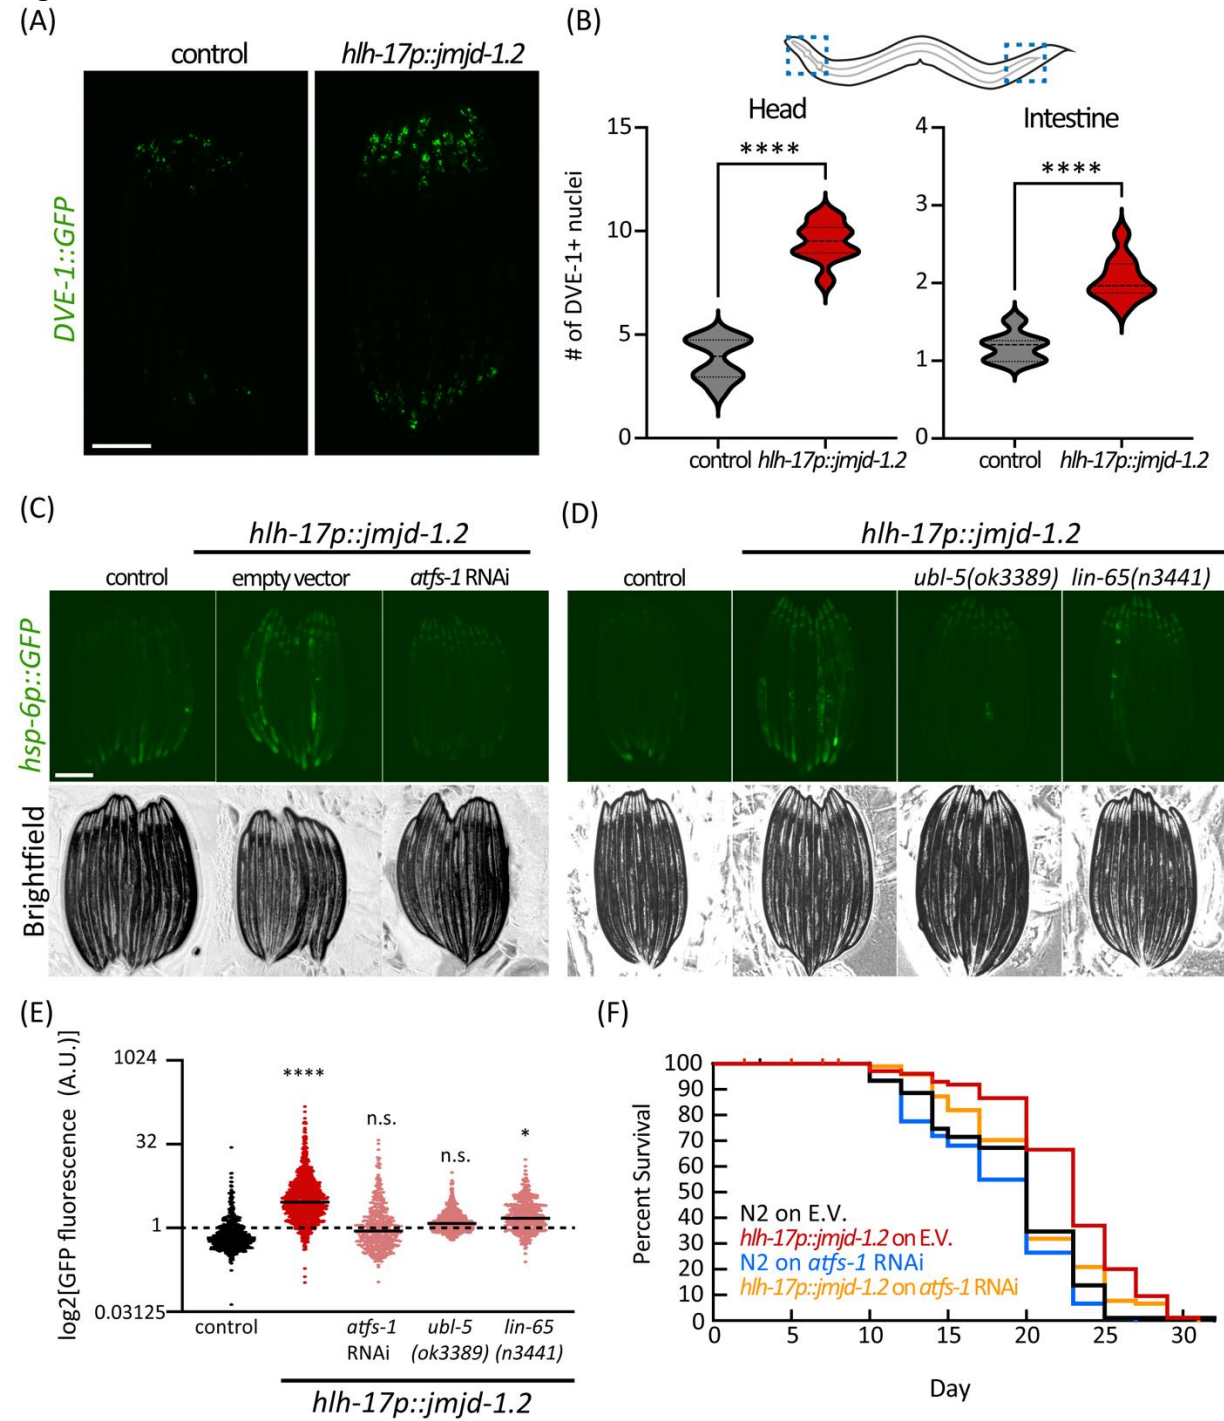 (A)
control
hlh-17p::jmjd-1.2
DVE-1::GFP
(B)
Head
Intestine
# of DVE-1+ nuclei
15
10
5
0
****
control
hlh-17p::jmjd-1.2
4
3
2
1
0
****
control
hlh-17p::jmjd-1.2
(C)
hlh-17p::jmjd-1.2
control
empty vector
atfs-1 RNAi
hsp-6p::GFP
Brightfield
(D)
hlh-17p::jmjd-1.2
control
ubl-5(ok3389)
lin-65(n3441)
(E)
log2[GFP fluorescence (A.U.)]
1024
32
1
0.03125
****
n.s.
n.s.
*
control
atfs-1
RNAi
ubl-5
(ok3389)
lin-65
(n3441)
hlh-17p::jmjd-1.2
(F)
Percent Survival
100
90
80
70
60
50
40
30
20
10
0
N2 on E.V.
hlh-17p::jmjd-1.2 on E.V.
N2 on atfs-1 RNAi
hlh-17p::jmjd-1.2 on atfs-1 RNAi
0
5
10
15
20
25
30
Day